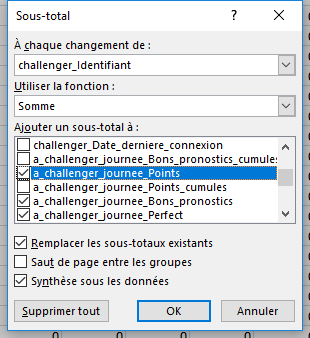 Sous-total
?
À chaque changement de :
challenger_Identifiant
Utiliser la fonction :
Somme
Ajouter un sous-total à :
challenger_Date_derniere_connexion
a_challenger_journee_Bons_pronostics_cumules
a_challenger_journee_Points
a_challenger_journee_Points_cumules
a_challenger_journee_Bons_pronostics
a_challenger_journee_Perfect
Remplacer les sous-totaux existants
Saut de page entre les groupes
Synthèse sous les données
Supprimer tout
OK
Annuler